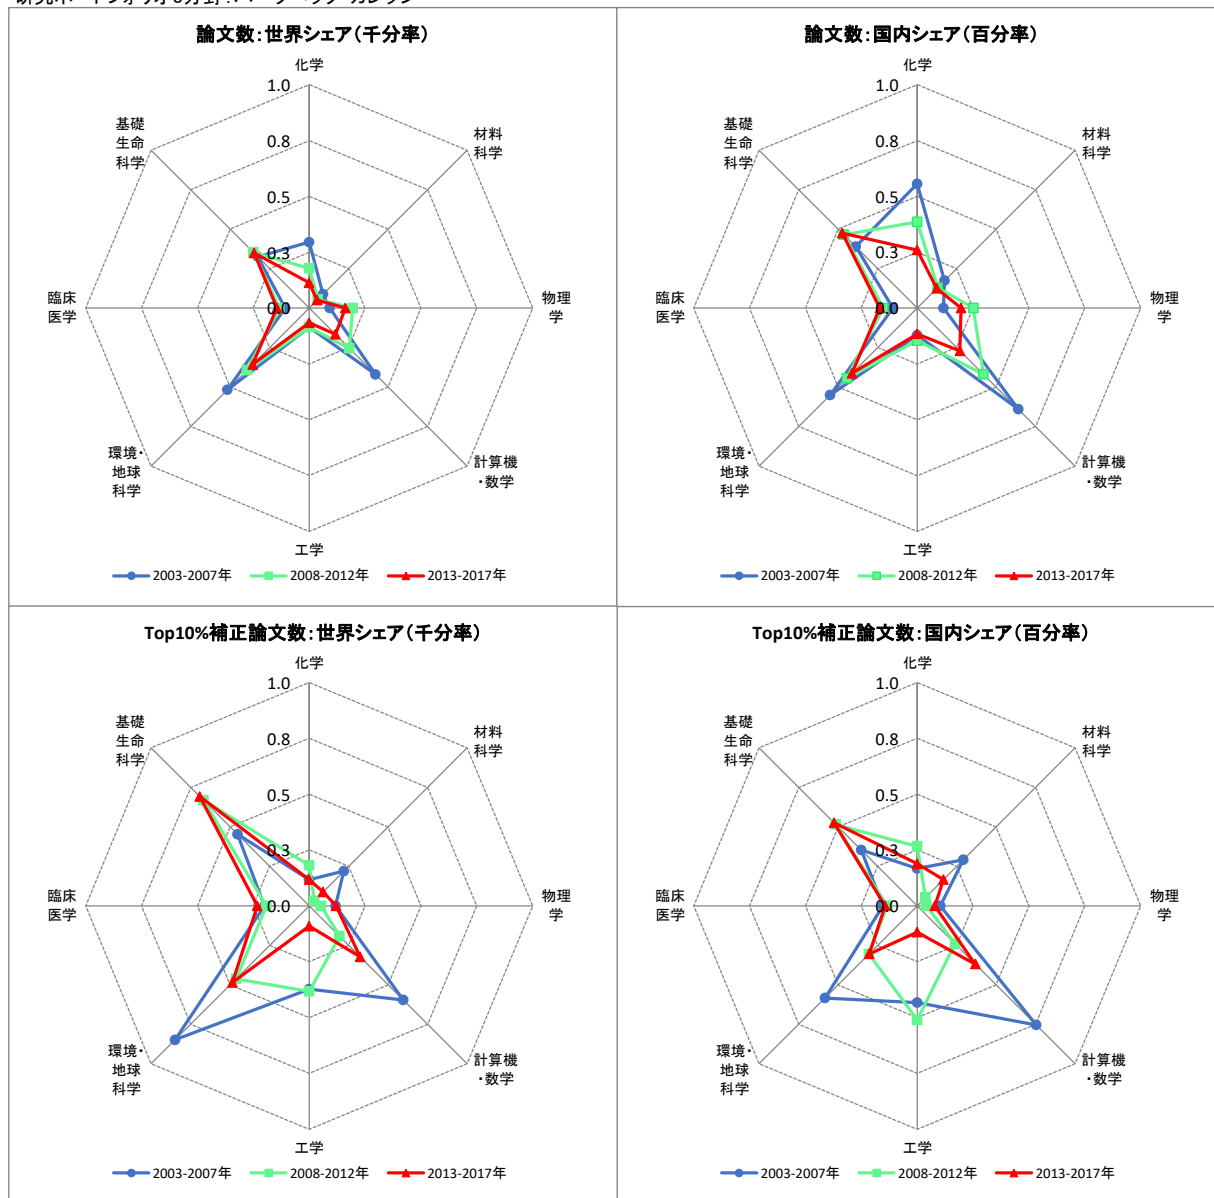 論文数：世界シェア（千分率）
化学
1.0
0.8
0.5
0.3
0.0
材料
科学
物理
学
計算機
・数学
工学
環境・
地球
科学
臨床
医学
基礎
生命
科学
2003-2007年
2008-2012年
2013-2017年
論文数：国内シェア（百分率）
化学
1.0
0.8
0.5
0.3
0.0
材料
科学
物理
学
計算機
・数学
工学
環境・
地球
科学
臨床
医学
基礎
生命
科学
2003-2007年
2008-2012年
2013-2017年
Top10%補正論文数：世界シェア（千分率）
化学
1.0
0.8
0.5
0.3
0.0
材料
科学
物理
学
計算機
・数学
工学
環境・
地球
科学
臨床
医学
基礎
生命
科学
2003-2007年
2008-2012年
2013-2017年
Top10%補正論文数：国内シェア（百分率）
化学
1.0
0.8
0.5
0.3
0.0
材料
科学
物理
学
計算機
・数学
工学
環境・
地球
科学
臨床
医学
基礎
生命
科学
2003-2007年
2008-2012年
2013-2017年